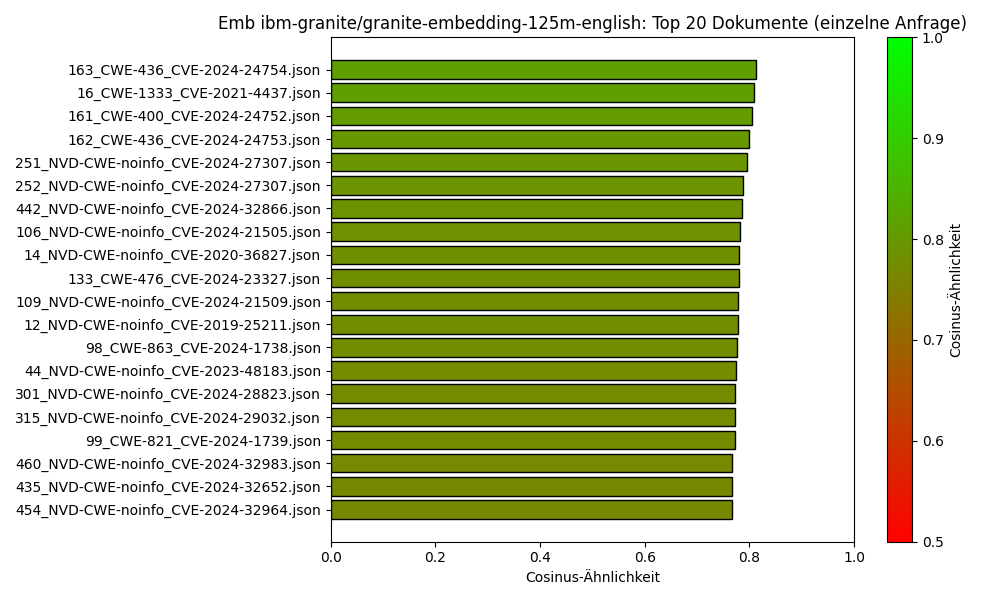 Emb ibm-granite/granite-embedding-125m-english: Top 20 Dokumente (einzelne Anfrage)
163_CWE-436_CVE-2024-24754.json
16_CWE-1333_CVE-2021-4437.json
161_CWE-400_CVE-2024-24752.json
162_CWE-436_CVE-2024-24753.json
251_NVD-CWE-noinfo_CVE-2024-27307.json
252_NVD-CWE-noinfo_CVE-2024-27307.json
442_NVD-CWE-noinfo_CVE-2024-32866.json
106_NVD-CWE-noinfo_CVE-2024-21505.json
14_NVD-CWE-noinfo_CVE-2020-36827.json
133_CWE-476_CVE-2024-23327.json
109_NVD-CWE-noinfo_CVE-2024-21509.json
12_NVD-CWE-noinfo_CVE-2019-25211.json
98_CWE-863_CVE-2024-1738.json
44_NVD-CWE-noinfo_CVE-2023-48183.json
301_NVD-CWE-noinfo_CVE-2024-28823.json
315_NVD-CWE-noinfo_CVE-2024-29032.json
99_CWE-821_CVE-2024-1739.json
460_NVD-CWE-noinfo_CVE-2024-32983.json
435_NVD-CWE-noinfo_CVE-2024-32652.json
454_NVD-CWE-noinfo_CVE-2024-32964.json
0.0 0.2 0.4 0.6 0.8 1.0
Cosinus-Ähnlichkeit
1.0
0.9
0.8
0.7
0.6
0.5
Cosinus-Ähnlichkeit